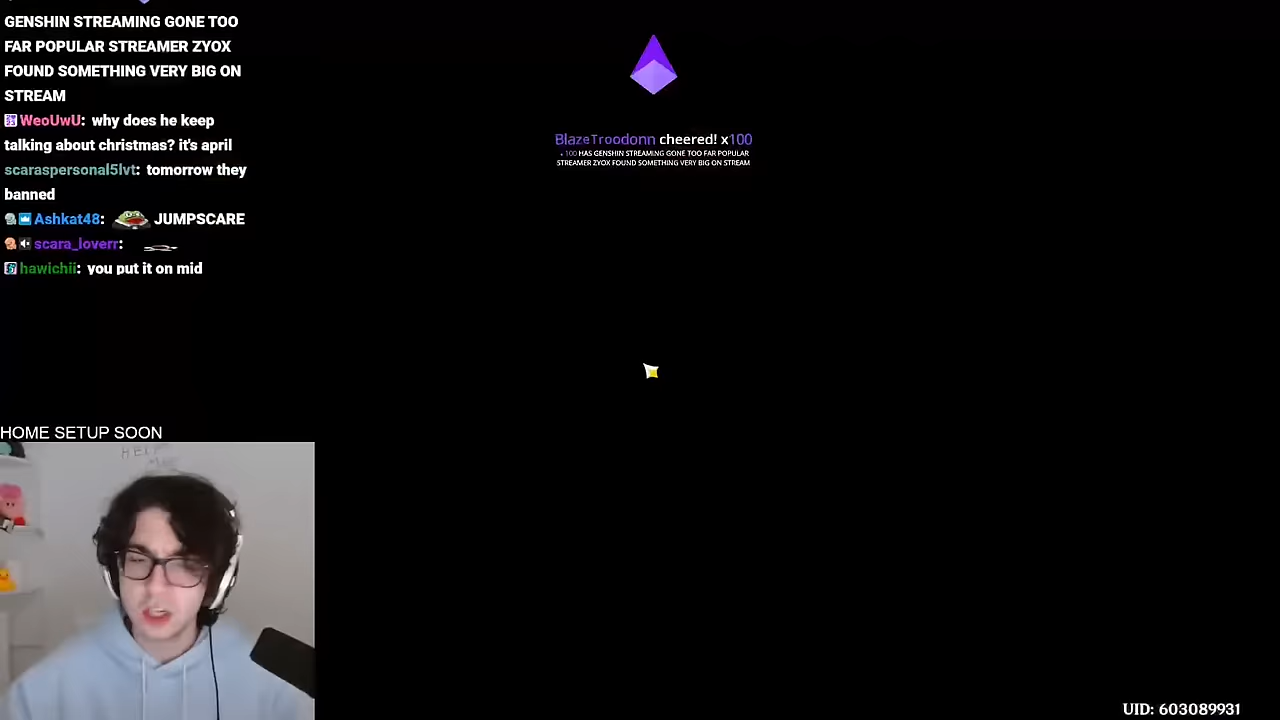 GENSHIN STREAMING GONE TOO
FAR POPULAR STREAMER ZYOX
FOUND SOMETHING VERY BIG ON
STREAM
WeoUwU: why does he keep
talking about christmas? it's april
scaraspersonal5lvt: tomorrow they
banned
Ashkat48: JUMPSCARE
scara_loverr:
hawichii: you put it on mid
BlazeTroodonn cheered! x100
100 HAS GENSHIN STREAMING GONE TOO FAR POPULAR
STREAMER ZYOX FOUND SOMETHING VERY BIG ON STREAM
HOME SETUP SOON
HELP
ME
UID: 603089931